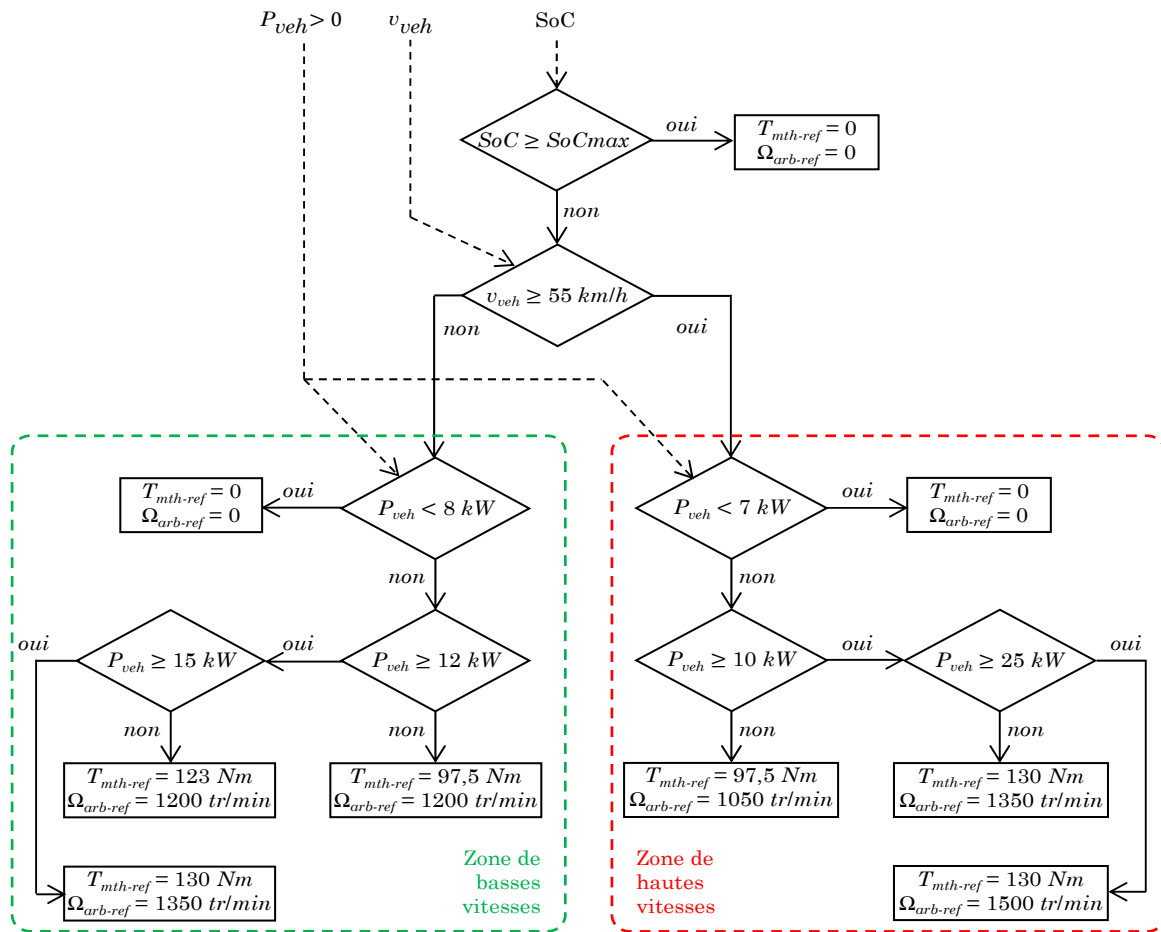 P_veh > 0
v_veh
SoC
SoC ≥ SoCmax
oui
T_mth-ref = 0
Ω_arb-ref = 0
non
v_veh ≥ 55 km/h
non
oui
T_mth-ref = 0
Ω_arb-ref = 0
oui
P_veh < 8 kW
P_veh < 7 kW
oui
T_mth-ref = 0
Ω_arb-ref = 0
non
non
oui
P_veh ≥ 15 kW
oui
P_veh ≥ 12 kW
P_veh ≥ 10 kW
oui
P_veh ≥ 25 kW
oui
non
non
non
non
T_mth-ref = 123 Nm
Ω_arb-ref = 1200 tr/min
T_mth-ref = 97,5 Nm
Ω_arb-ref = 1200 tr/min
T_mth-ref = 97,5 Nm
Ω_arb-ref = 1050 tr/min
T_mth-ref = 130 Nm
Ω_arb-ref = 1350 tr/min
T_mth-ref = 130 Nm
Ω_arb-ref = 1350 tr/min
Zone de
basses
vitesses
Zone de
hautes
vitesses
T_mth-ref = 130 Nm
Ω_arb-ref = 1500 tr/min